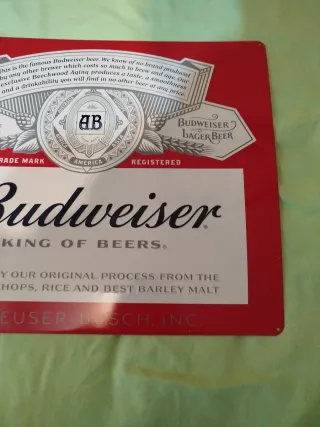 This is the famous Budweiser beer. We know of no brand produced
by any other brewer which costs so much to brew and age. Our
exclusive Beechwood Aging produces a taste, a smoothness
and a drinkability you will find in no other beer at any price.
AB
BUDWEISER
LAGER BEER
AMERICA
TRADE MARK
REGISTERED
Budweiser
KING OF BEERS®
Y OUR ORIGINAL PROCESS FROM THE
HOPS, RICE AND BEST BARLEY MALT
EUSER-BUSCH, INC.